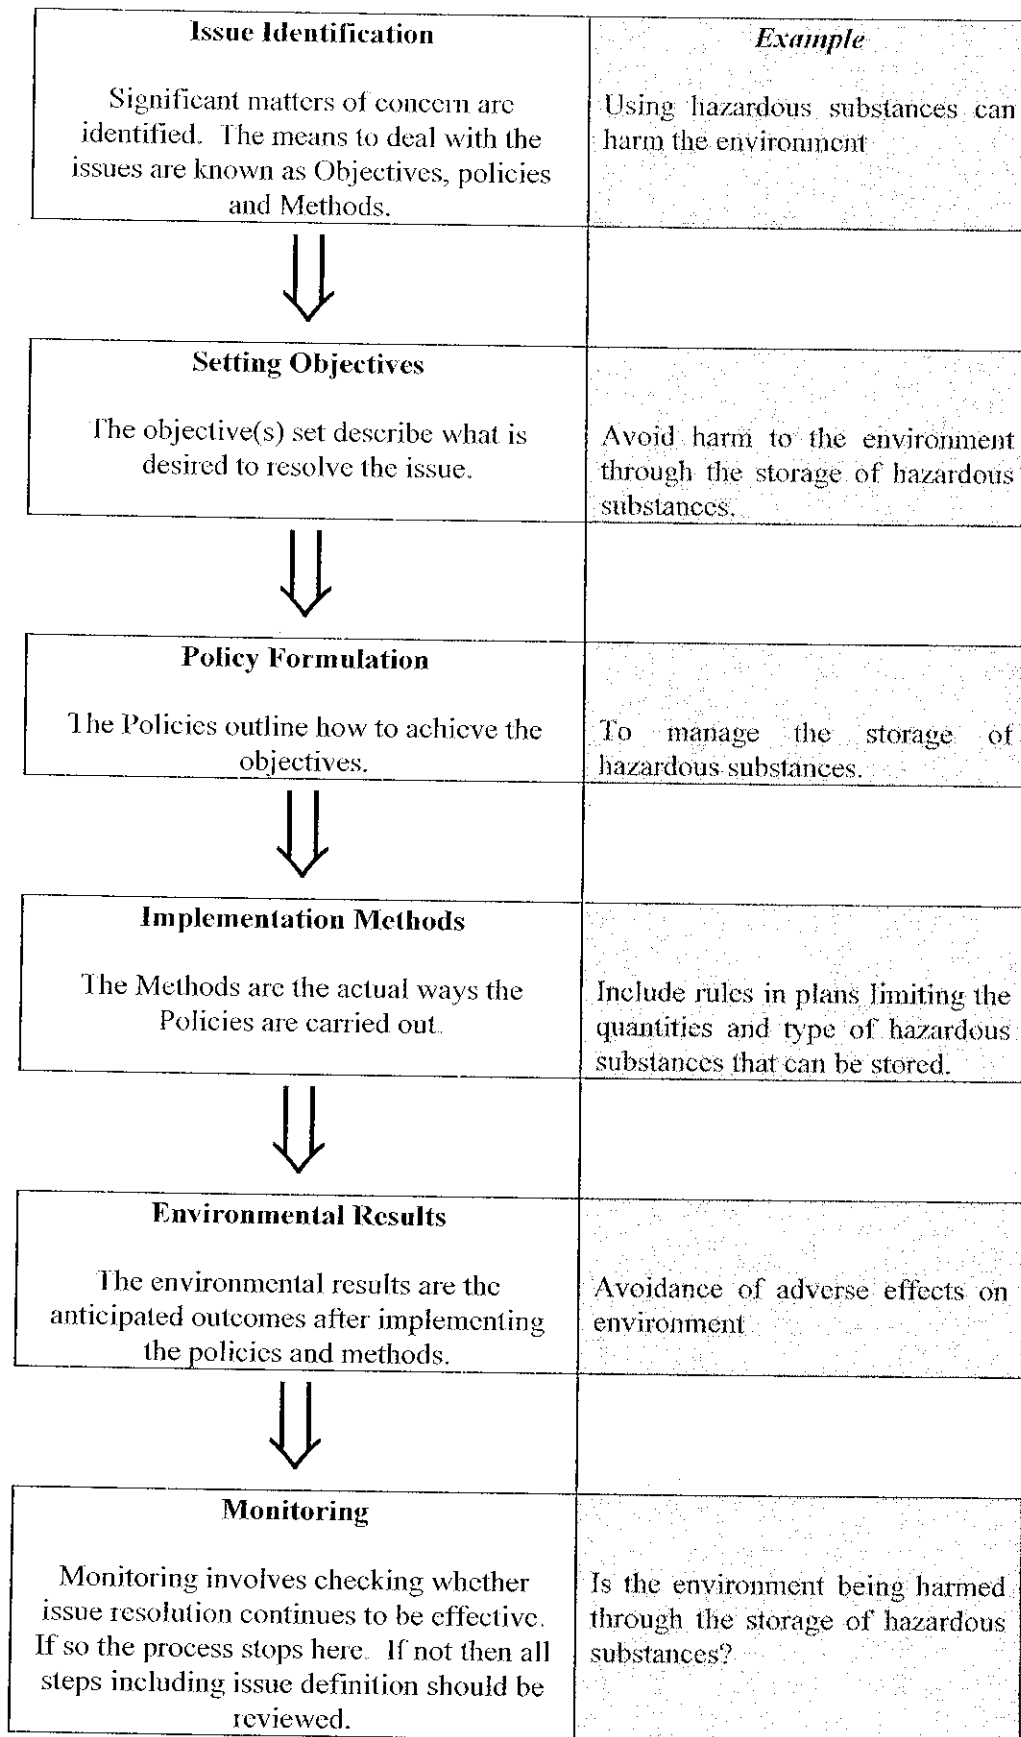 Issue Identification
Significant matters of concern are
identified. The means to deal with the
issues are known as Objectives, policies
and Methods.
Example
Using hazardous substances can
harm the environment
Setting Objectives
The objective(s) set describe what is
desired to resolve the issue.
Avoid harm to the environment
through the storage of hazardous
substances.
Policy Formulation
The Policies outline how to achieve the
objectives.
To manage the storage of
hazardous substances.
Implementation Methods
The Methods are the actual ways the
Policies are carried out.
Include rules in plans limiting the
quantities and type of hazardous
substances that can be stored.
Environmental Results
The environmental results are the
anticipated outcomes after implementing
the policies and methods.
Avoidance of adverse effects on
environment
Monitoring
Monitoring involves checking whether
issue resolution continues to be effective.
If so the process stops here. If not then all
steps including issue definition should be
reviewed.
Is the environment being harmed
through the storage of hazardous
substances?